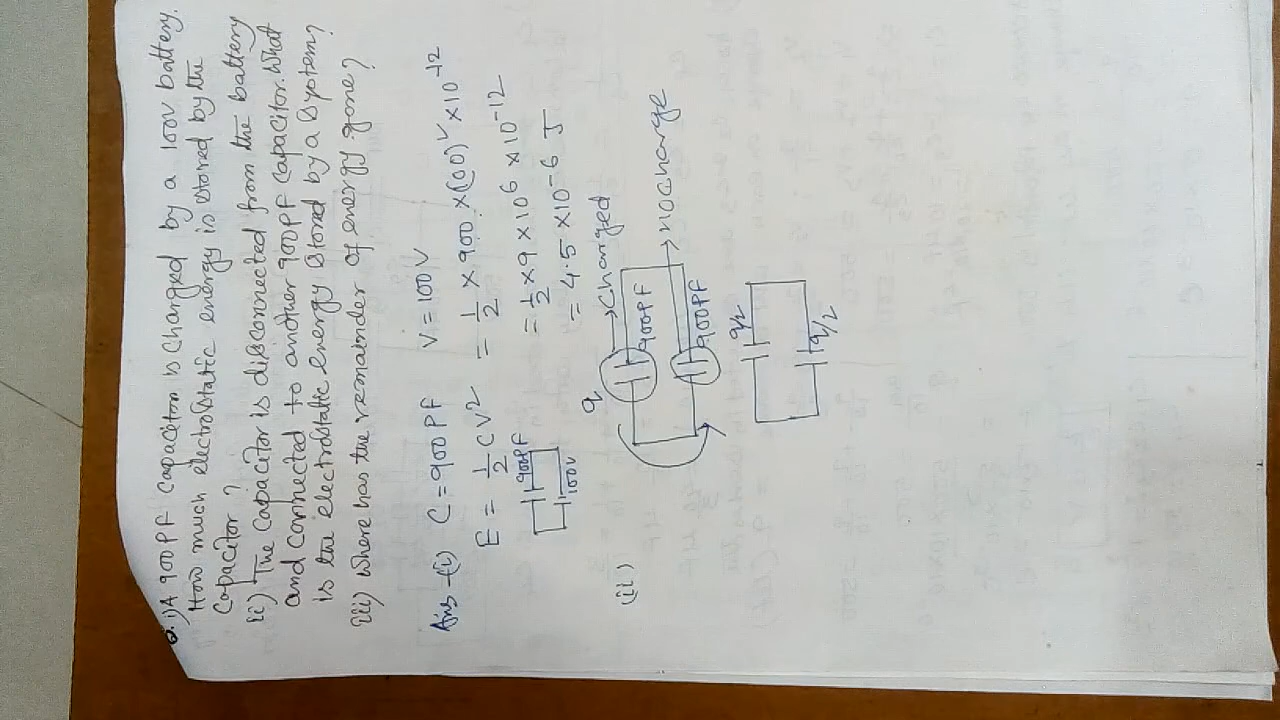 Q. i) A 900 PF Capacitor is Charged by a 100V battery.
How much electrostatic energy is stored by the
Capacitor ?
ii) The Capacitor is disconnected from the battery
and connected to another 900 PF Capacitor. What
is the electrostatic energy stored by a system?
iii) Where has the remainder of energy gone?
Ans-(i) C = 900 PF V = 100 V
E = 1/2 CV² = 1/2 × 900 × (100)² × 10⁻¹²
= 1/2 × 9 × 10⁶ × 10⁻¹²
= 4.5 × 10⁻⁶ J
900PF
100V
(ii)
q → Charged
900 PF
→ no charge
900 PF
q/2
q/2